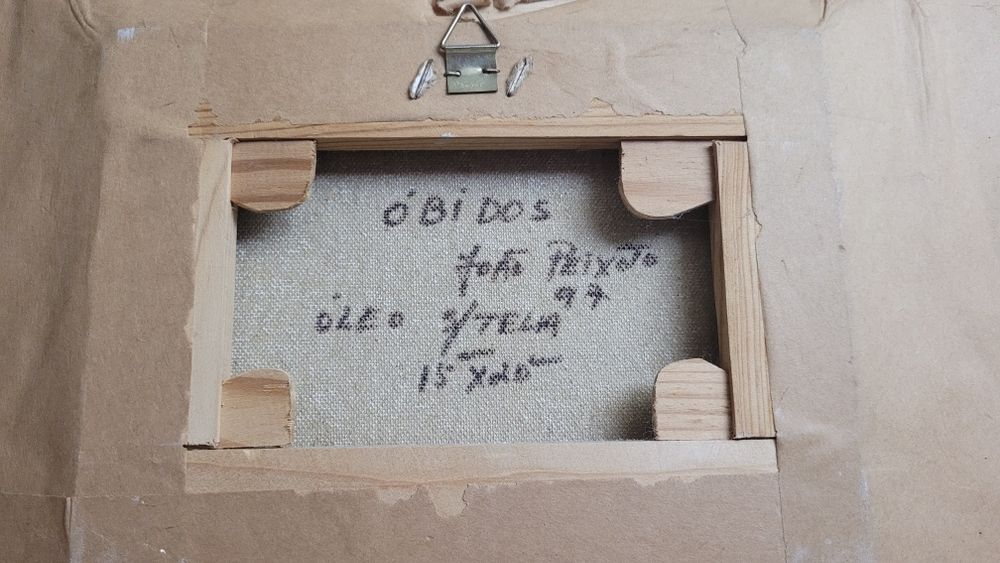 ÓBIDOS
JOÃO PEIXOTO
97
ÓLEO S/TELA
15 X 20